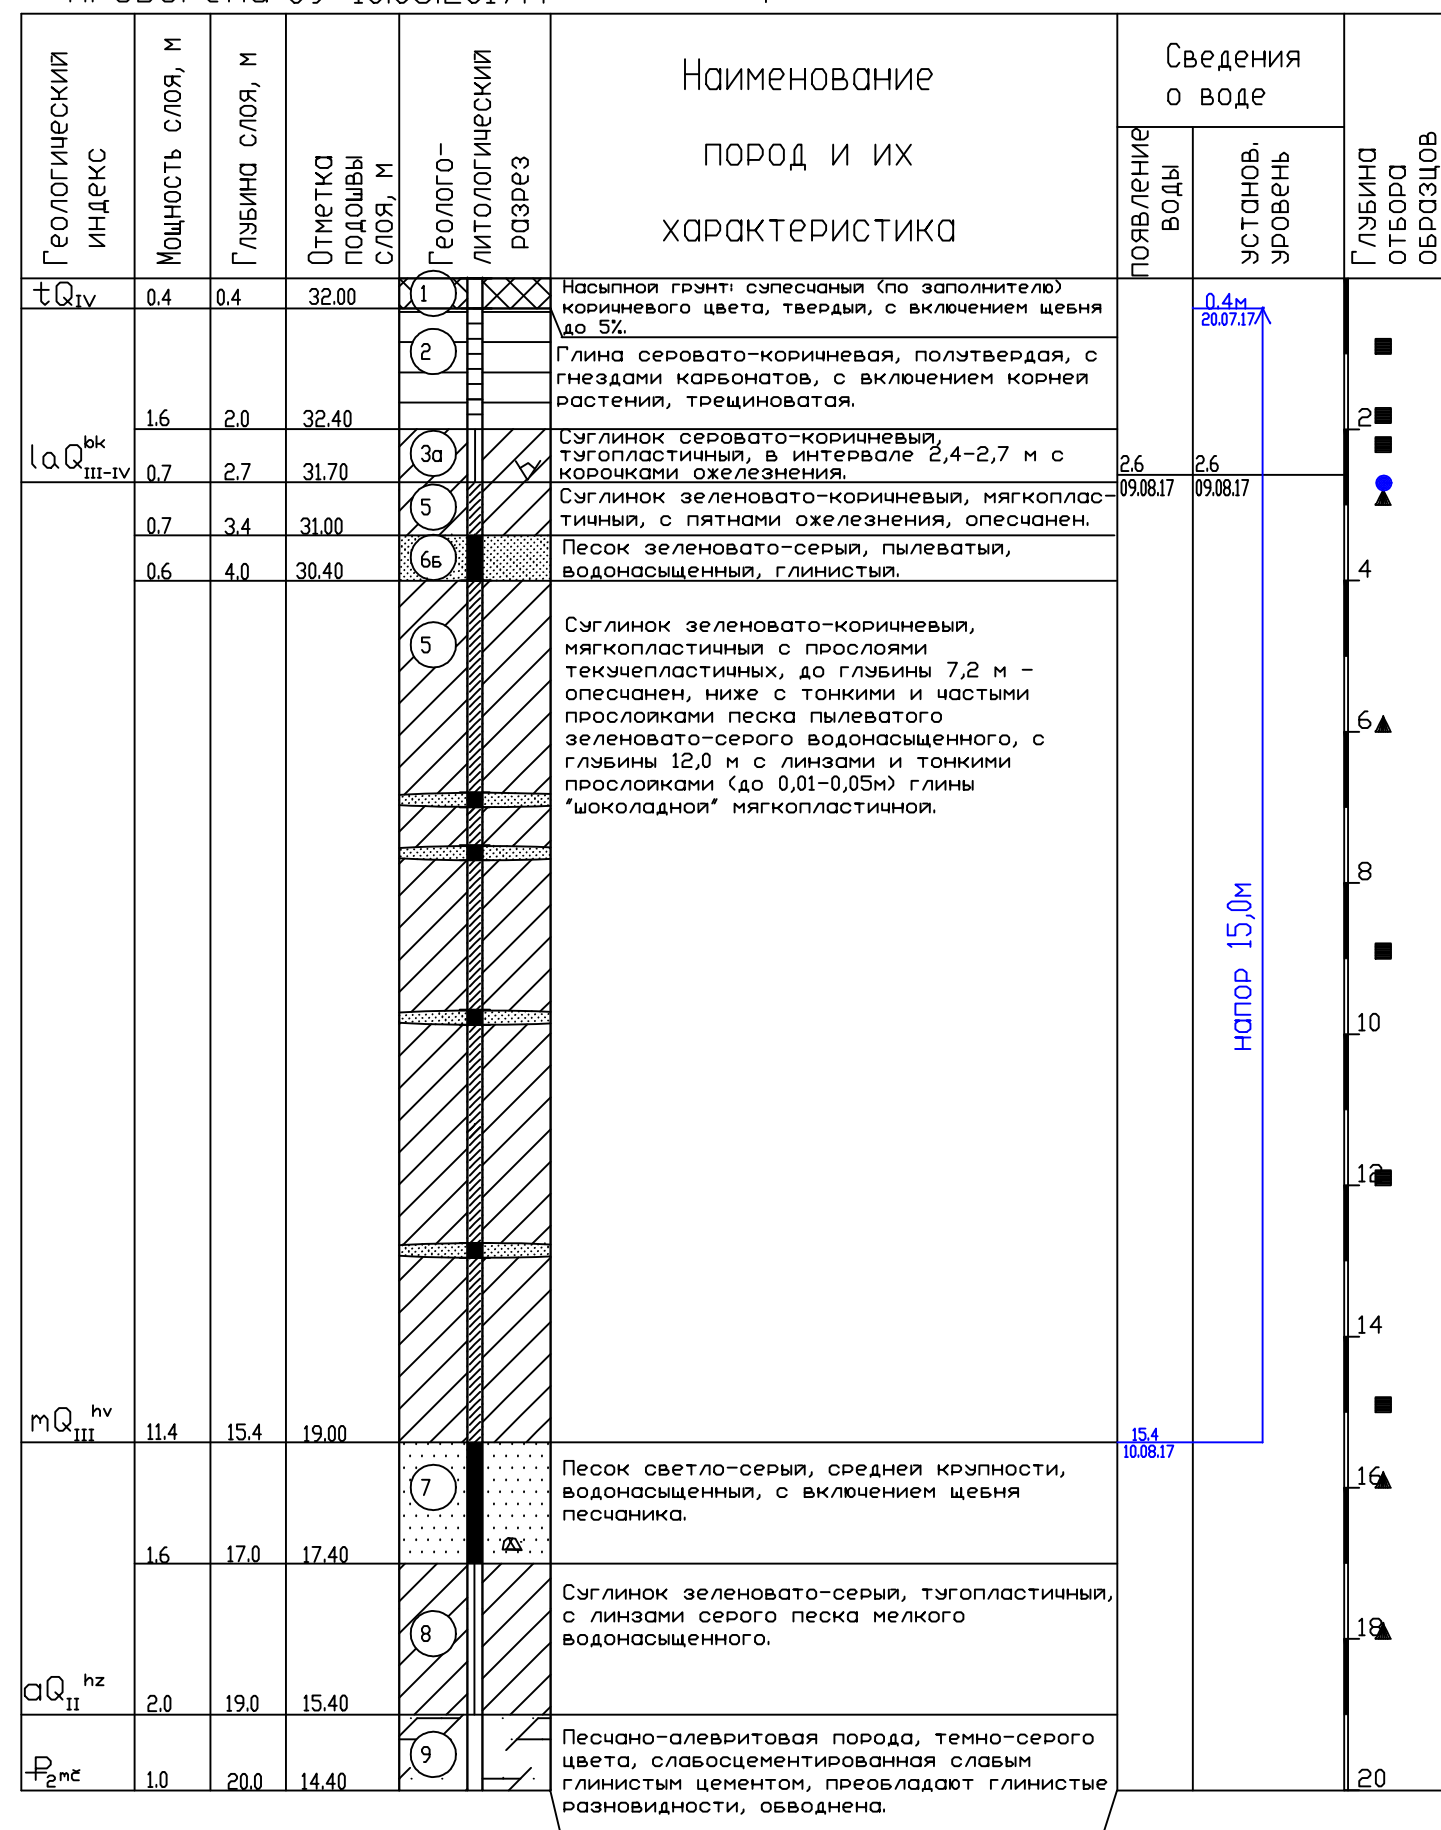 Геологический
индекс
Мощность слоя, м
Глубина слоя, м
Отметка
подошвы
слоя, м
Геолого-
литологический
разрез
Наименование
пород и их
характеристика
Сведения
о воде
появление
воды
установ.
уровень
Глубина
отбора
образцов
tQIV
0.4
0.4
32.00
1
Насыпной грунт: супесчаный (по заполнителю)
коричневого цвета, твердый, с включением щебня
до 5%.
0.4м
20.07.17
2
Глина серовато-коричневая, полутвердая, с
гнездами карбонатов, с включением корней
растений, трещиноватая.
1.6
2.0
32.40
2
laQ bk III-IV
0.7
2.7
31.70
3а
Суглинок серовато-коричневый,
тугопластичный, в интервале 2,4-2,7 м с
корочками ожелезнения.
2.6
2.6
09.08.17
09.08.17
0.7
3.4
31.00
5
Суглинок зеленовато-коричневый, мягкоплас-
тичный, с пятнами ожелезнения, опесчанен.
0.6
4.0
30.40
6б
Песок зеленовато-серый, пылеватый,
водонасыщенный, глинистый.
4
5
Суглинок зеленовато-коричневый,
мягкопластичный с прослоями
текучепластичных, до глубины 7,2 м -
опесчанен, ниже с тонкими и частыми
прослойками песка пылеватого
зеленовато-серого водонасыщенного, с
глубины 12,0 м с линзами и тонкими
прослойками (до 0,01-0,05м) глины
"шоколадной" мягкопластичной.
6
8
напор 15,0м
10
12
14
mQIII hv
11.4
15.4
19.00
15.4
10.08.17
7
Песок светло-серый, средней крупности,
водонасыщенный, с включением щебня
песчаника.
16
1.6
17.0
17.40
8
Суглинок зеленовато-серый, тугопластичный,
с линзами серого песка мелкого
водонасыщенного.
18
aQII hz
2.0
19.0
15.40
9
Песчано-алевритовая порода, темно-серого
цвета, слабосцементированная слабым
глинистым цементом, преобладают глинистые
разновидности, обводнена.
P2mč
1.0
20.0
14.40
20